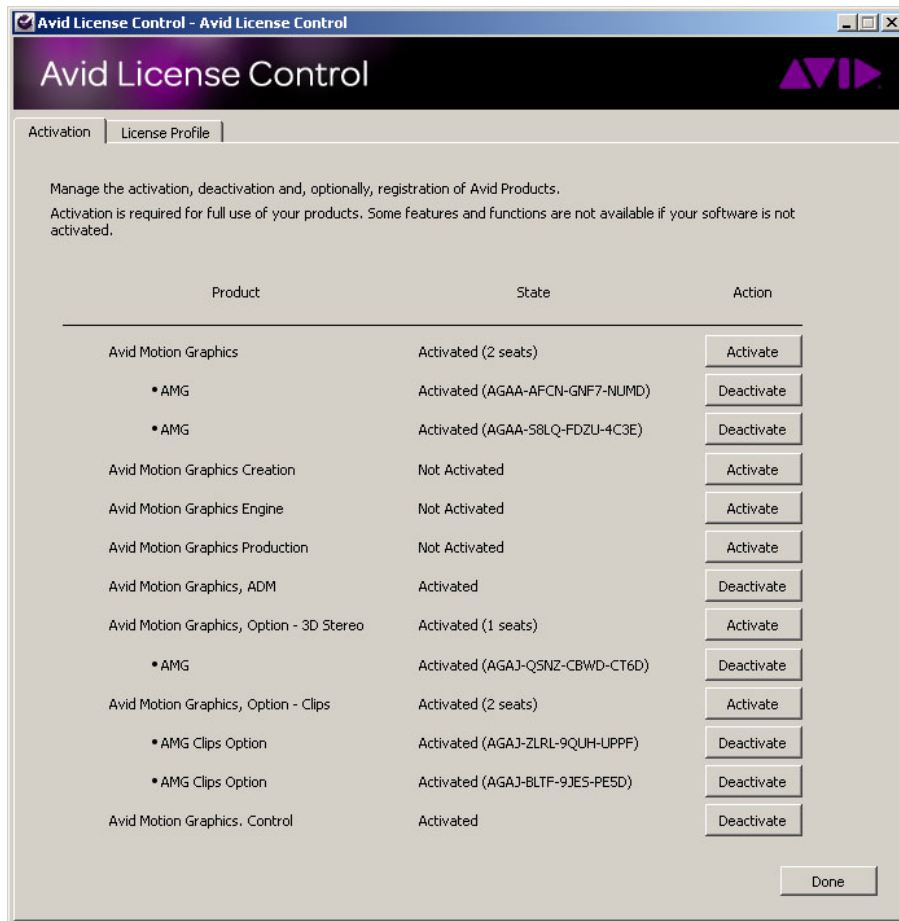 Avid License Control - Avid License Control
Avid License Control
AVID
Activation License Profile
Manage the activation, deactivation and, optionally, registration of Avid Products.
Activation is required for full use of your products. Some features and functions are not available if your software is not
activated.
Product State Action
Avid Motion Graphics Activated (2 seats) Activate
• AMG Activated (AGAA-AFCN-GNF7-NUMD) Deactivate
• AMG Activated (AGAA-S8LQ-FDZU-4C3E) Deactivate
Avid Motion Graphics Creation Not Activated Activate
Avid Motion Graphics Engine Not Activated Activate
Avid Motion Graphics Production Not Activated Activate
Avid Motion Graphics, ADM Activated Deactivate
Avid Motion Graphics, Option - 3D Stereo Activated (1 seats) Activate
• AMG Activated (AGAJ-QSNZ-CBWD-CT6D) Deactivate
Avid Motion Graphics, Option - Clips Activated (2 seats) Activate
• AMG Clips Option Activated (AGAJ-ZLRL-9QUH-UPPF) Deactivate
• AMG Clips Option Activated (AGAJ-BLTF-9JES-PE5D) Deactivate
Avid Motion Graphics. Control Activated Deactivate
Done